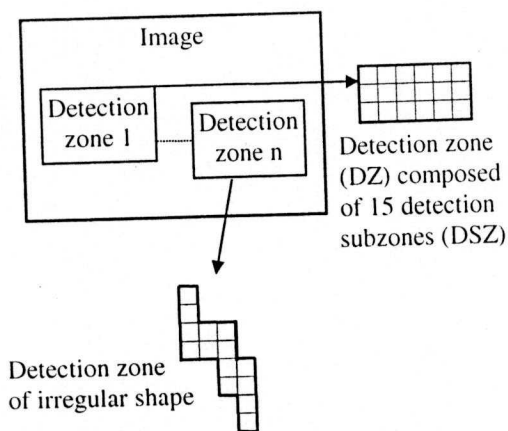 Image
Detection
zone 1
Detection
zone n
Detection zone
(DZ) composed
of 15 detection
subzones (DSZ)
Detection zone
of irregular shape